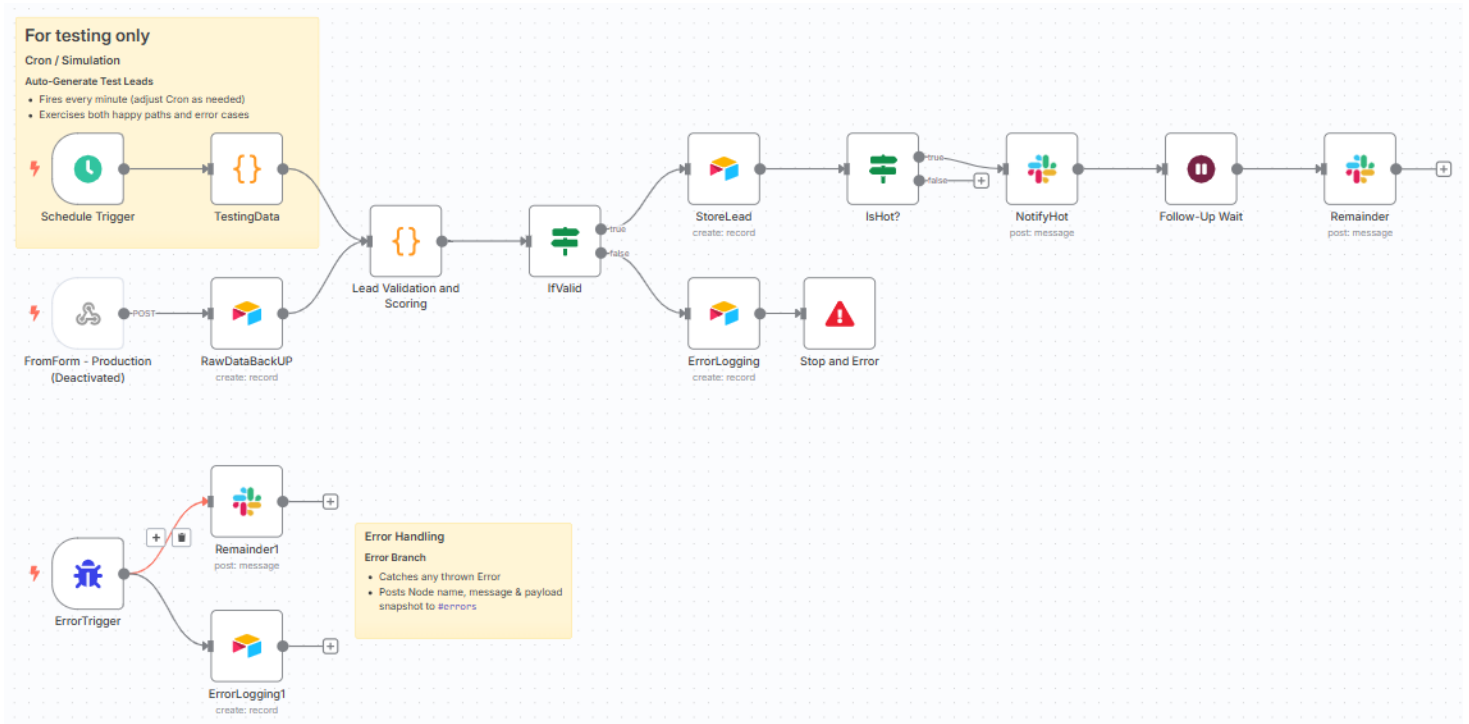 For testing only
Cron / Simulation
Auto-Generate Test Leads
• Fires every minute (adjust Cron as needed)
• Exercises both happy paths and error cases
Schedule Trigger
TestingData
FromForm - Production
(Deactivated)
POST
RawDataBackUP
create: record
Lead Validation and
Scoring
IfValid
true
false
StoreLead
create: record
IsHot?
true
false
NotifyHot
post: message
Follow-Up Wait
Remainder
post: message
ErrorLogging
create: record
Stop and Error
ErrorTrigger
Remainder1
post: message
ErrorLogging1
create: record
Error Handling
Error Branch
• Catches any thrown Error
• Posts Node name, message & payload
snapshot to #errors